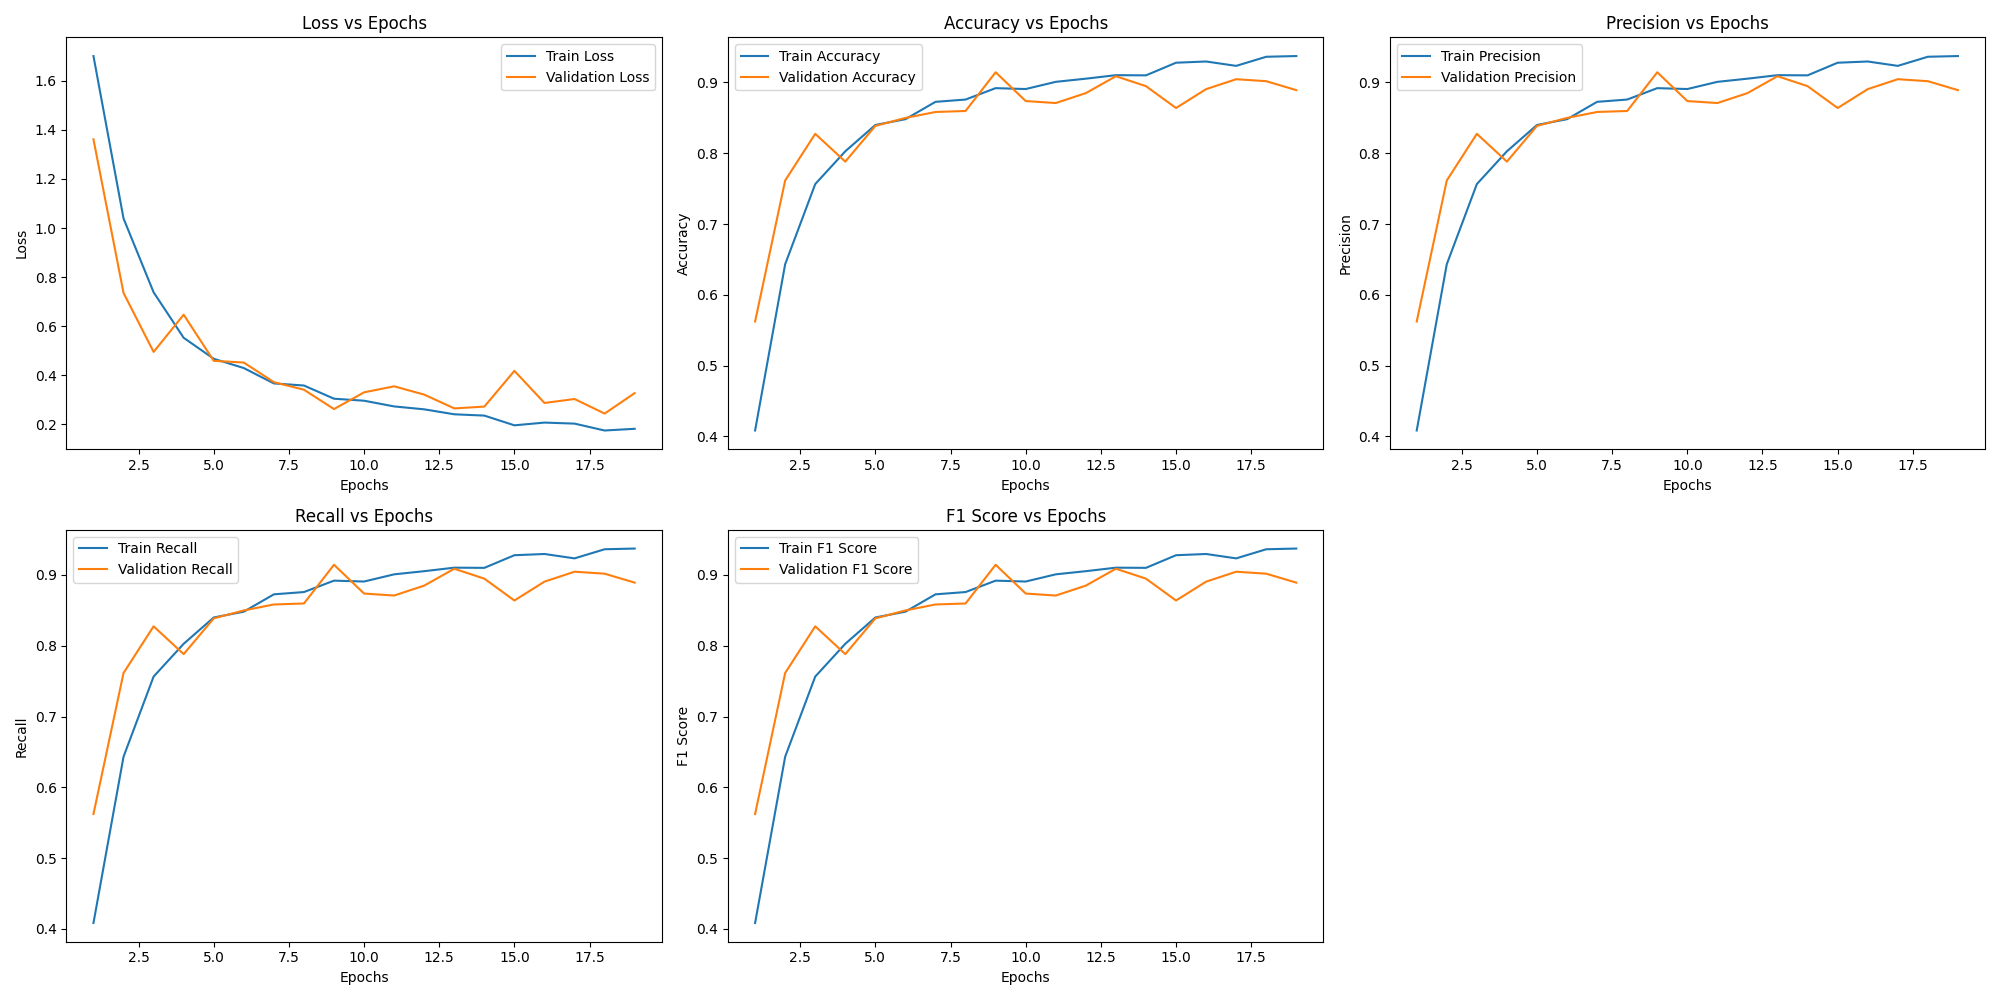 Loss vs Epochs
Train Loss
Validation Loss
Loss
1.6
1.4
1.2
1.0
0.8
0.6
0.4
0.2
2.5 5.0 7.5 10.0 12.5 15.0 17.5
Epochs
Accuracy vs Epochs
Train Accuracy
Validation Accuracy
Accuracy
0.9
0.8
0.7
0.6
0.5
0.4
2.5 5.0 7.5 10.0 12.5 15.0 17.5
Epochs
Precision vs Epochs
Train Precision
Validation Precision
Precision
0.9
0.8
0.7
0.6
0.5
0.4
2.5 5.0 7.5 10.0 12.5 15.0 17.5
Epochs
Recall vs Epochs
Train Recall
Validation Recall
Recall
0.9
0.8
0.7
0.6
0.5
0.4
2.5 5.0 7.5 10.0 12.5 15.0 17.5
Epochs
F1 Score vs Epochs
Train F1 Score
Validation F1 Score
F1 Score
0.9
0.8
0.7
0.6
0.5
0.4
2.5 5.0 7.5 10.0 12.5 15.0 17.5
Epochs